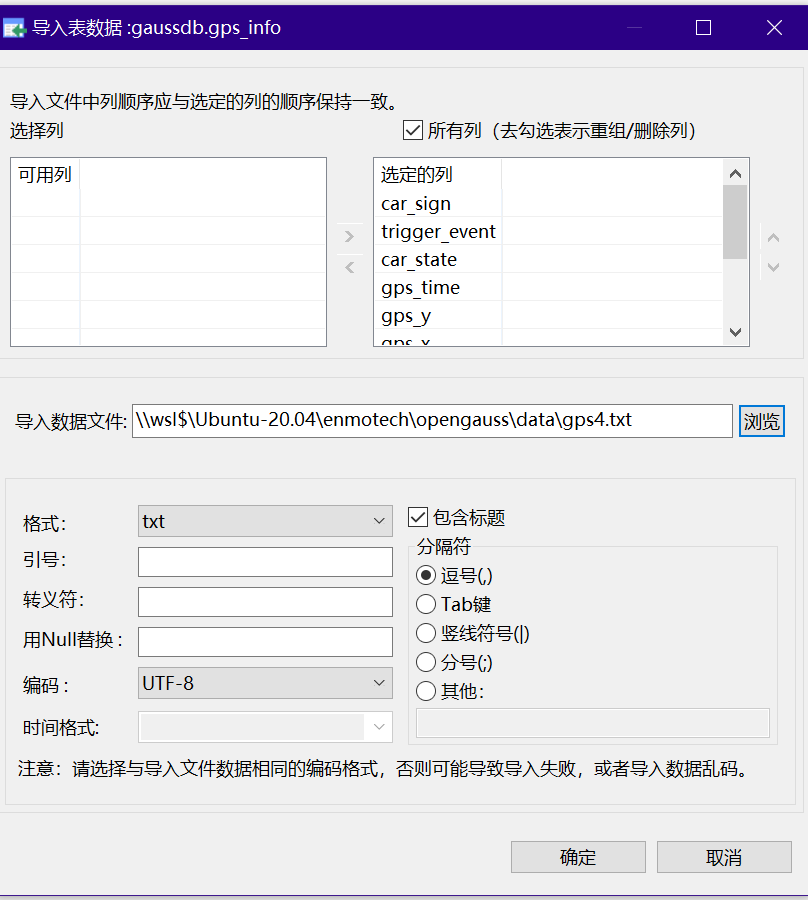 导入表数据 :gaussdb.gps_info
导入文件中列顺序应与选定的列的顺序保持一致。
选择列
所有列（去勾选表示重组/删除列）
可用列
选定的列
car_sign
trigger_event
car_state
gps_time
gps_y
gps_x
导入数据文件: \\wsl$\Ubuntu-20.04\enmotech\opengauss\data\gps4.txt 浏览
格式： txt
引号：
转义符：
用Null替换：
编码： UTF-8
时间格式:
包含标题
分隔符
逗号(,)
Tab键
竖线符号(|)
分号(;)
其他：
注意：请选择与导入文件数据相同的编码格式，否则可能导致导入失败，或者导入数据乱码。
确定 取消